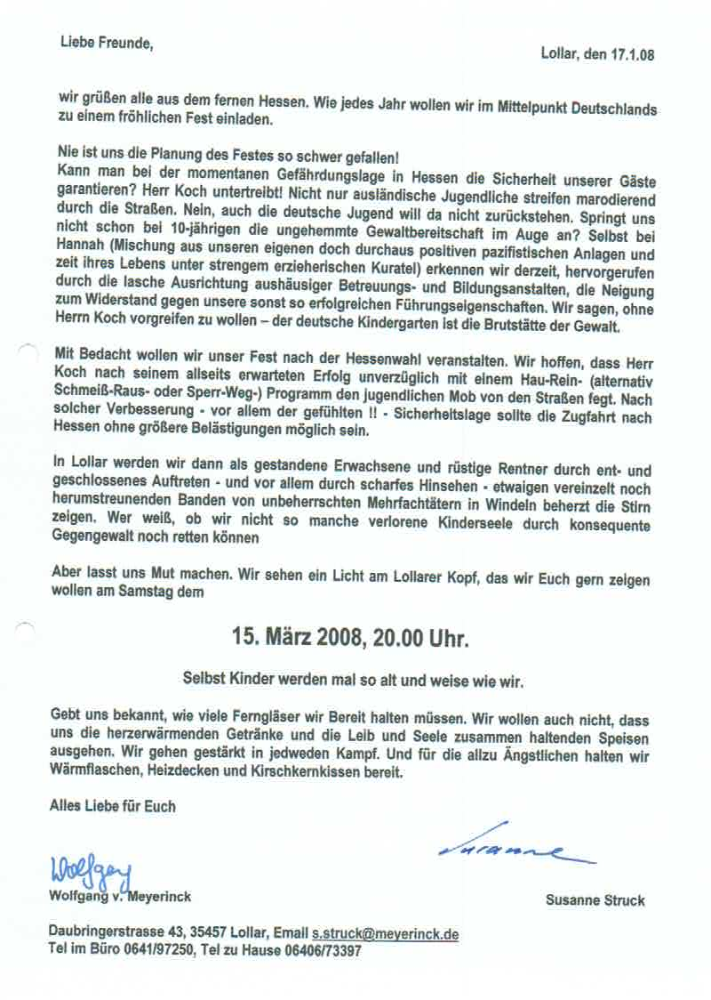 Liebe Freunde,
Lollar, den 17.1.08
wir grüßen alle aus dem fernen Hessen. Wie jedes Jahr wollen wir im Mittelpunkt Deutschlands
zu einem fröhlichen Fest einladen.
Nie ist uns die Planung des Festes so schwer gefallen!
Kann man bei der momentanen Gefährdungslage in Hessen die Sicherheit unserer Gäste
garantieren? Herr Koch untertreibt! Nicht nur ausländische Jugendliche streifen marodierend
durch die Straßen. Nein, auch die deutsche Jugend will da nicht zurückstehen. Springt uns
nicht schon bei 10-jährigen die ungehemmte Gewaltbereitschaft im Auge an? Selbst bei
Hannah (Mischung aus unseren eigenen doch durchaus positiven pazifistischen Anlagen und
zeit ihres Lebens unter strengem erzieherischen Kuratel) erkennen wir derzeit, hervorgerufen
durch die lasche Ausrichtung aushäusiger Betreuungs- und Bildungsanstalten, die Neigung
zum Widerstand gegen unsere sonst so erfolgreichen Führungseigenschaften. Wir sagen, ohne
Herrn Koch vorgreifen zu wollen – der deutsche Kindergarten ist die Brutstätte der Gewalt.
Mit Bedacht wollen wir unser Fest nach der Hessenwahl veranstalten. Wir hoffen, dass Herr
Koch nach seinem allseits erwarteten Erfolg unverzüglich mit einem Hau-Rein- (alternativ
Schmeiß-Raus- oder Sperr-Weg-) Programm den jugendlichen Mob von den Straßen fegt. Nach
solcher Verbesserung - vor allem der gefühlten !! - Sicherheitslage sollte die Zugfahrt nach
Hessen ohne größere Belästigungen möglich sein.
In Lollar werden wir dann als gestandene Erwachsene und rüstige Rentner durch ent- und
geschlossenes Auftreten - und vor allem durch scharfes Hinsehen - etwaigen vereinzelt noch
herumstreunenden Banden von unbeherrschten Mehrfachtätern in Windeln beherzt die Stirn
zeigen. Wer weiß, ob wir nicht so manche verlorene Kinderseele durch konsequente
Gegengewalt noch retten können
Aber lasst uns Mut machen. Wir sehen ein Licht am Lollarer Kopf, das wir Euch gern zeigen
wollen am Samstag dem
15. März 2008, 20.00 Uhr.
Selbst Kinder werden mal so alt und weise wie wir.
Gebt uns bekannt, wie viele Ferngläser wir Bereit halten müssen. Wir wollen auch nicht, dass
uns die herzerwärmenden Getränke und die Leib und Seele zusammen haltenden Speisen
ausgehen. Wir gehen gestärkt in jedweden Kampf. Und für die allzu Ängstlichen halten wir
Wärmflaschen, Heizdecken und Kirschkernkissen bereit.
Alles Liebe für Euch
Wolfgang
Susanne
Wolfgang v. Meyerinck
Susanne Struck
Daubringerstrasse 43, 35457 Lollar, Email s.struck@meyerinck.de
Tel im Büro 0641/97250, Tel zu Hause 06406/73397